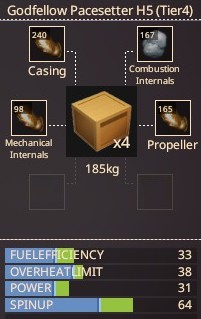 Godfellow Pacesetter H5 (Tier4)
240
167
Casing
Combustion
Internals
98
165
x4
Mechanical
Internals
Propeller
185kg
FUELEFFICIENCY 33
OVERHEATLIMIT 38
POWER 31
SPINUP 64